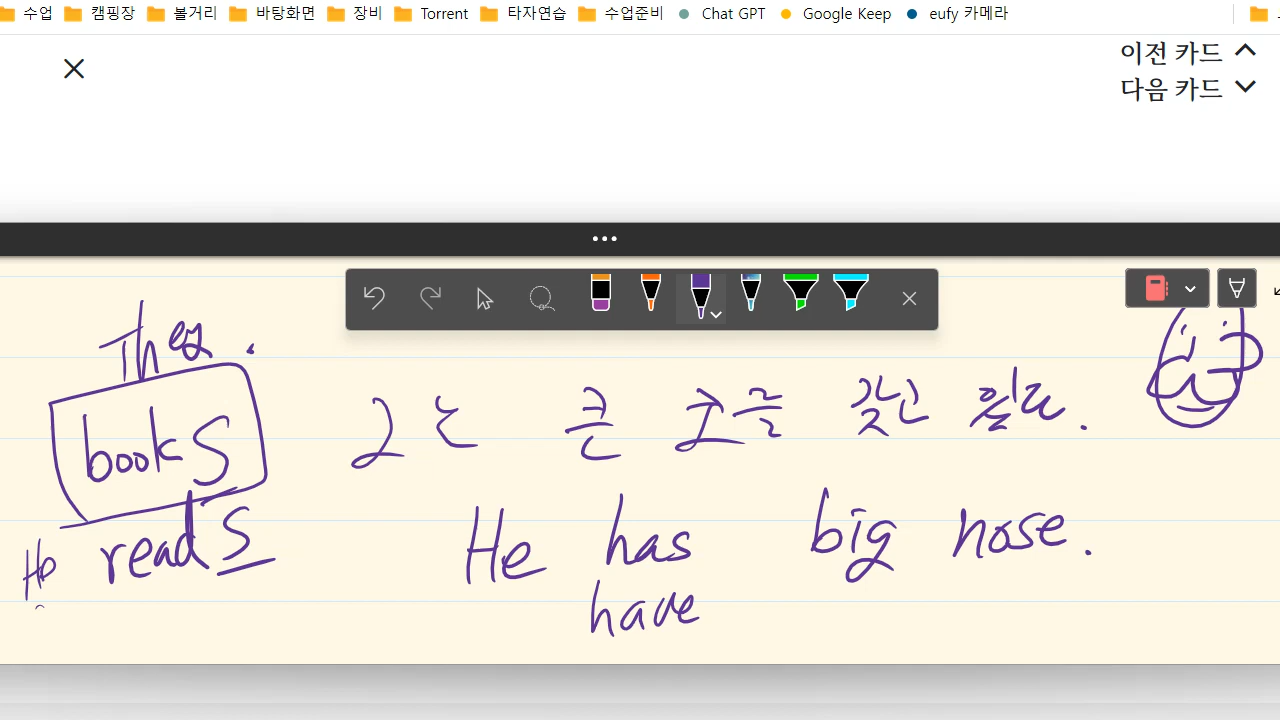 수업 캠핑장 볼거리 바탕화면 장비 Torrent 타자연습 수업준비 Chat GPT Google Keep eufy 카메라
이전 카드
다음 카드
They.
books
그는 큰 코를 갖고 있다.
He reads
He has big nose.
have